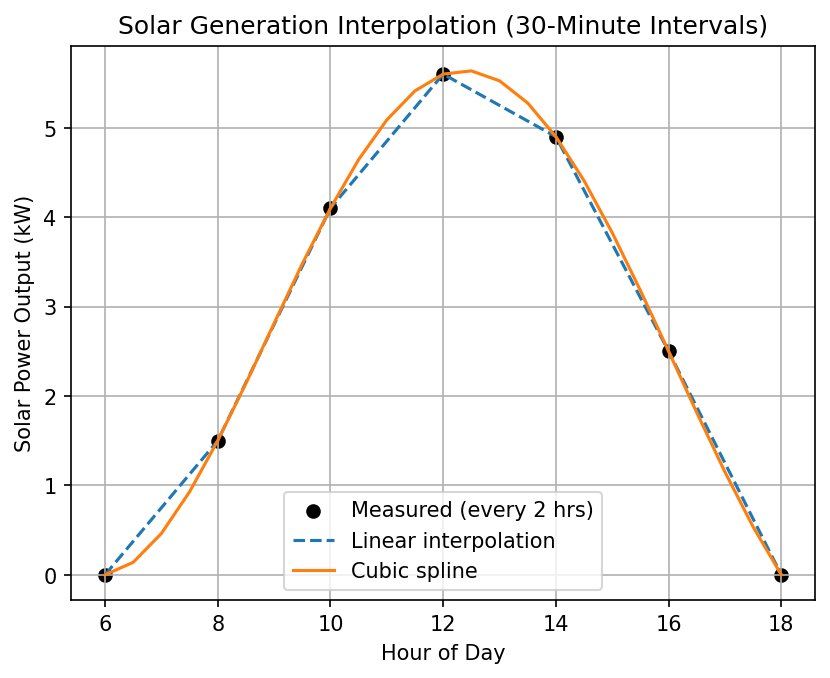 Solar Generation Interpolation (30-Minute Intervals)
Solar Power Output (kW)
5
4
3
2
1
0
Measured (every 2 hrs)
Linear interpolation
Cubic spline
6 8 10 12 14 16 18
Hour of Day